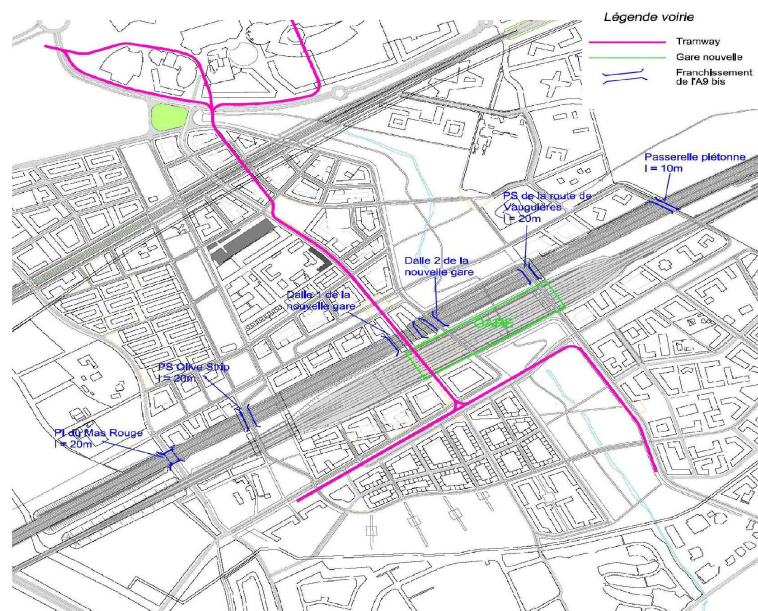 Légende voirie
Tramway
Gare nouvelle
Franchissement
de l'A9 bis
Passerelle piétonne
l = 10m
PS de la route de
Vauguières
l = 20m
Dalle 2 de la
nouvelle gare
Dalle 1 de la
nouvelle gare
GARE
PS Olive Strip
l = 20m
PI du Mas Rouge
l = 20m